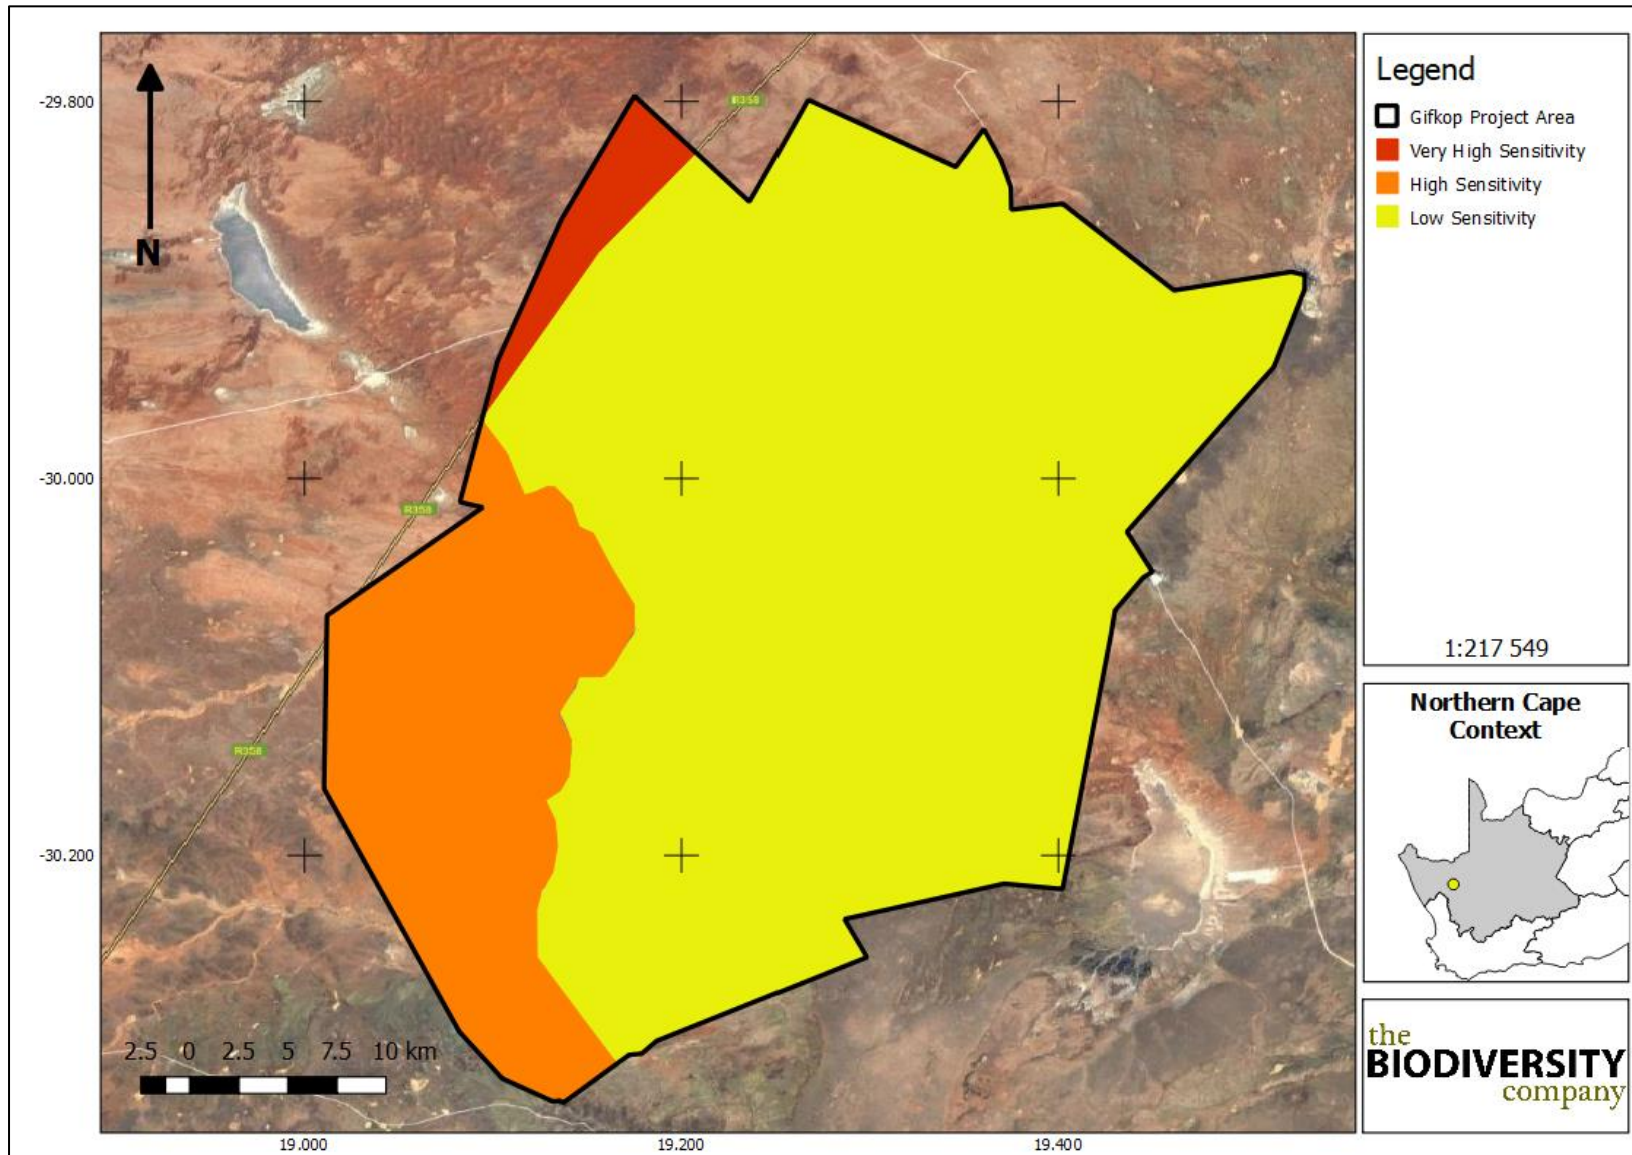 Legend
Gifkop Project Area
Very High Sensitivity
High Sensitivity
Low Sensitivity
1:217 549
Northern Cape
Context
the
BIODIVERSITY
company
-29.800
-30.000
-30.200
19.000
19.200
19.400
N
R358
R358
R358
2.5 0 2.5 5 7.5 10 km